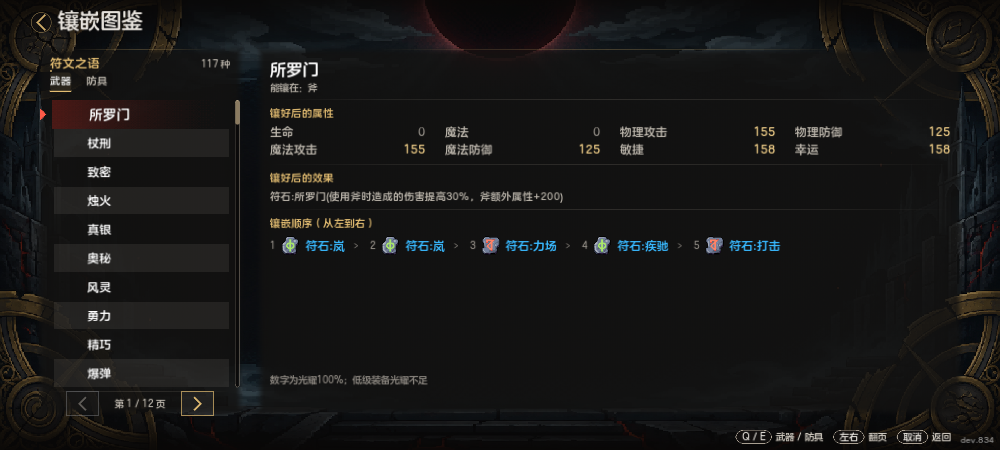 镶嵌图鉴
符文之语 117种
武器 防具
所罗门
杖刑
致密
烛火
真银
奥秘
风灵
勇力
精巧
爆弹
第1/12页
所罗门
能镶在：斧
镶好后的属性
生命 0 魔法 0 物理攻击 155 物理防御 125
魔法攻击 155 魔法防御 125 敏捷 158 幸运 158
镶好后的效果
符石:所罗门(使用斧时造成的伤害提高30%，斧额外属性+200)
镶嵌顺序（从左到右）
1 符石:岚 > 2 符石:岚 > 3 符石:力场 > 4 符石:疾驰 > 5 符石:打击
数字为光耀100%；低级装备光耀不足
Q / E 武器 / 防具 左右 翻页 取消 返回 dev.834